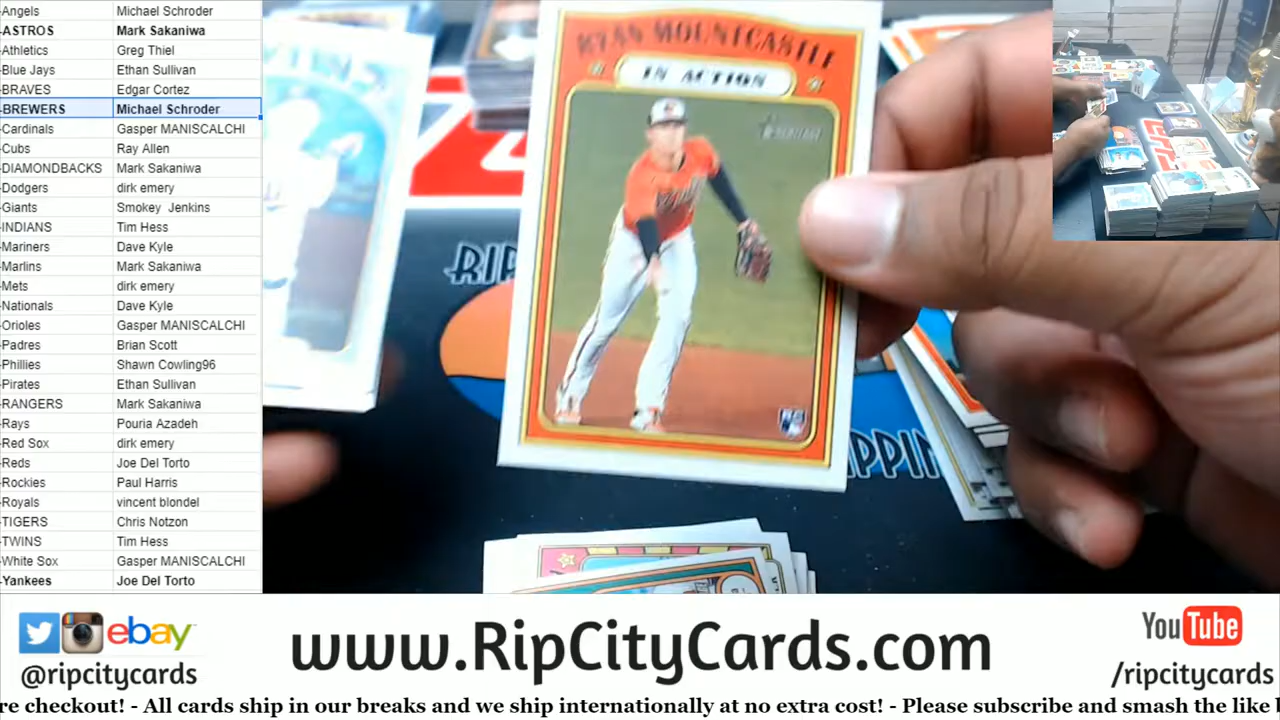 -Angels Michael Schroder
-ASTROS Mark Sakaniwa
-Athletics Greg Thiel
-Blue Jays Ethan Sullivan
-BRAVES Edgar Cortez
-BREWERS Michael Schroder
-Cardinals Gasper MANISCALCHI
-Cubs Ray Allen
-DIAMONDBACKS Mark Sakaniwa
-Dodgers dirk emery
-Giants Smokey Jenkins
-INDIANS Tim Hess
-Mariners Dave Kyle
-Marlins Mark Sakaniwa
-Mets dirk emery
-Nationals Dave Kyle
-Orioles Gasper MANISCALCHI
-Padres Brian Scott
-Phillies Shawn Cowling96
-Pirates Ethan Sullivan
-RANGERS Mark Sakaniwa
-Rays Pouria Azadeh
-Red Sox dirk emery
-Reds Joe Del Torto
-Rockies Paul Harris
-Royals vincent blondel
-TIGERS Chris Notzon
-TWINS Tim Hess
-White Sox Gasper MANISCALCHI
-Yankees Joe Del Torto
RYAN MOUNTCASTLE
IN ACTION
Heritage
RIP
IPPIN
ebay
@ripcitycards
www.RipCityCards.com
You Tube
/ripcitycards
re checkout! - All cards ship in our breaks and we ship internationally at no extra cost! - Please subscribe and smash the like